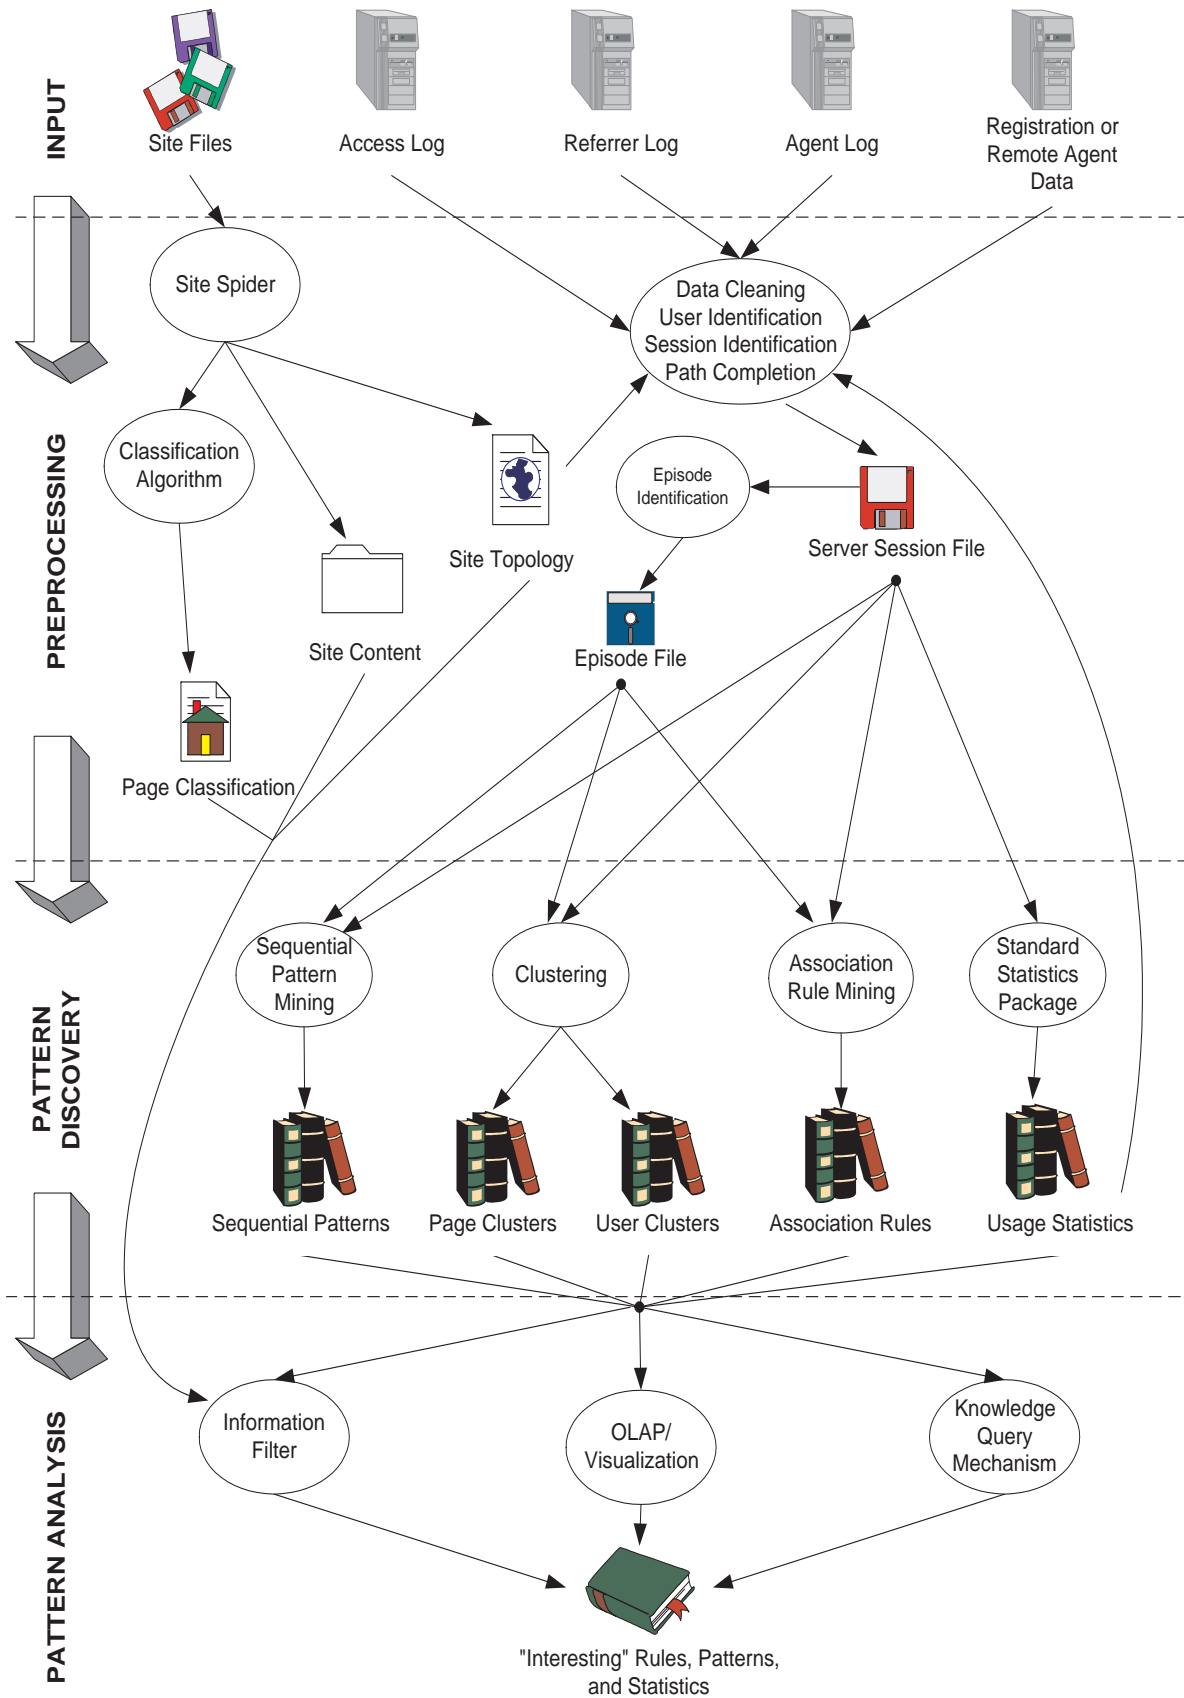 INPUT
Site Files
Access Log
Referrer Log
Agent Log
Registration or
Remote Agent
Data
PREPROCESSING
Site Spider
Data Cleaning
User Identification
Session Identification
Path Completion
Classification
Algorithm
Episode
Identification
Server Session File
Site Topology
Site Content
Episode File
Page Classification
PATTERN
DISCOVERY
Sequential
Pattern
Mining
Clustering
Association
Rule Mining
Standard
Statistics
Package
Sequential Patterns
Page Clusters
User Clusters
Association Rules
Usage Statistics
PATTERN ANALYSIS
Information
Filter
OLAP/
Visualization
Knowledge
Query
Mechanism
"Interesting" Rules, Patterns,
and Statistics